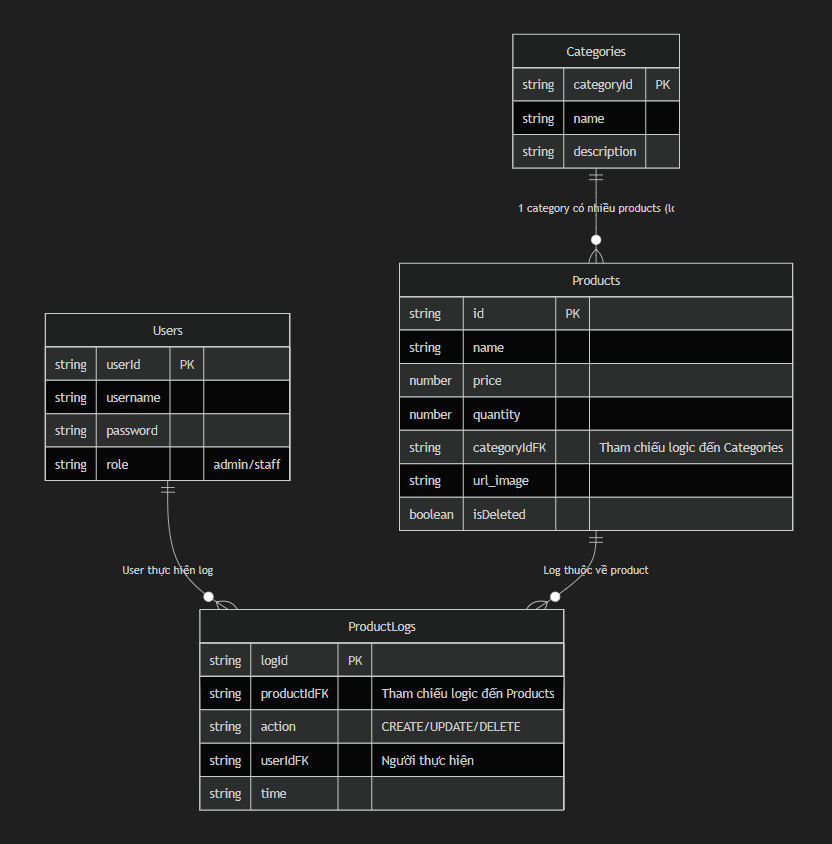 Categories
string categoryId PK
string name
string description
1 category có nhiều products (lo
Products
string id PK
string name
number price
number quantity
string categoryIdFK Tham chiếu logic đến Categories
string url_image
boolean isDeleted
Users
string userId PK
string username
string password
string role admin/staff
User thực hiện log
Log thuộc về product
ProductLogs
string logId PK
string productIdFK Tham chiếu logic đến Products
string action CREATE/UPDATE/DELETE
string userIdFK Người thực hiện
string time